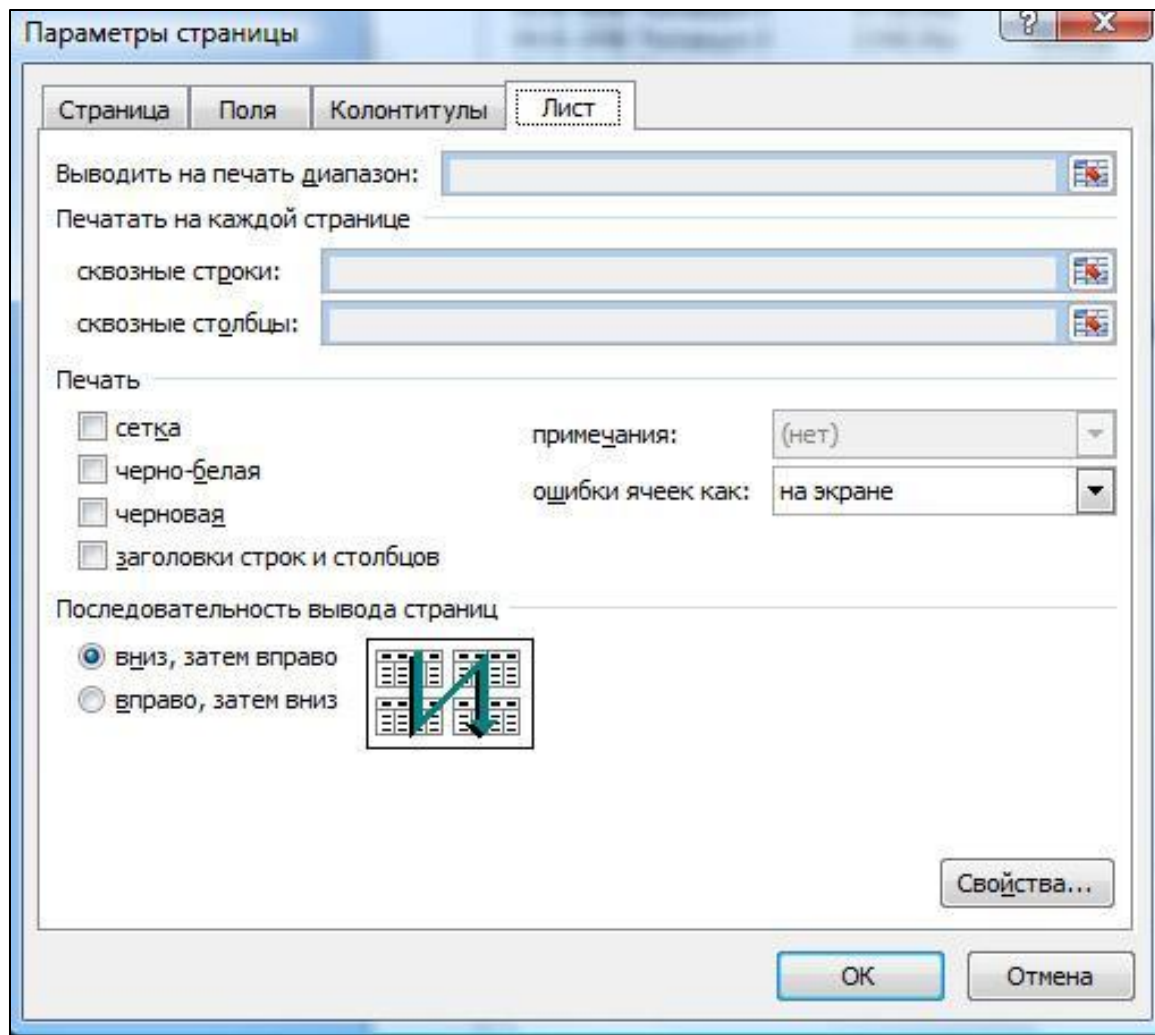 Параметры страницы
Страница Поля Колонтитулы Лист
Выводить на печать диапазон:
Печатать на каждой странице
сквозные строки:
сквозные столбцы:
Печать
сетка
черно-белая
черновая
заголовки строк и столбцов
примечания: (нет)
ошибки ячеек как: на экране
Последовательность вывода страниц
вниз, затем вправо
вправо, затем вниз
Свойства...
ОК Отмена